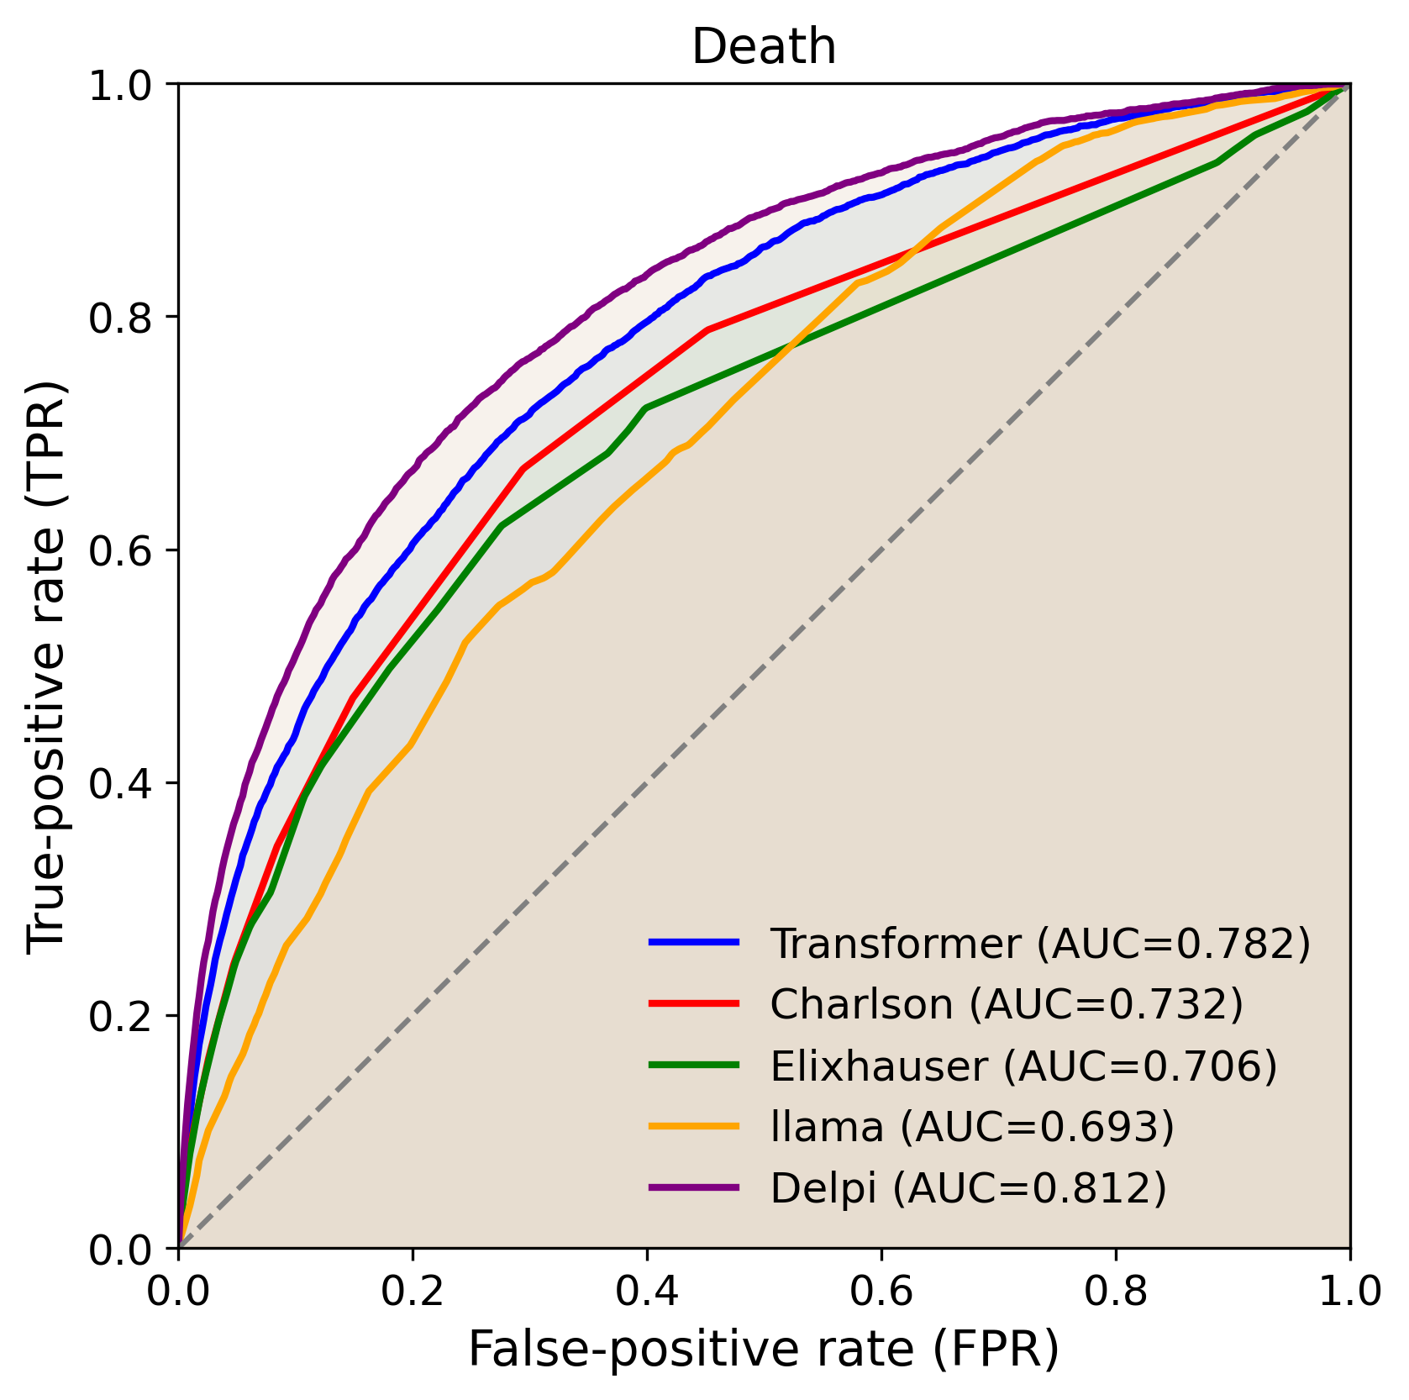 Death
True-positive rate (TPR)
1.0
0.8
0.6
0.4
0.2
0.0
Transformer (AUC=0.782)
Charlson (AUC=0.732)
Elixhauser (AUC=0.706)
llama (AUC=0.693)
Delpi (AUC=0.812)
0.0 0.2 0.4 0.6 0.8 1.0
False-positive rate (FPR)